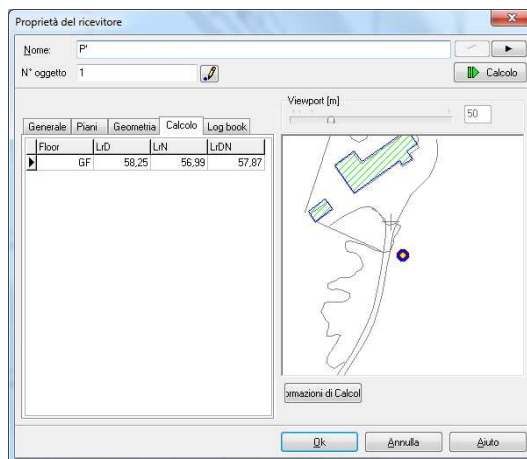 Proprietà del ricevitore
Nome: P'
N° oggetto 1
Calcolo
Viewport [m]
50
Generale Piani Geometria Calcolo Log book
Floor LrD LrN LrDN
GF 58,25 56,99 57,87
ormazioni di Calcol
Ok Annulla Aiuto